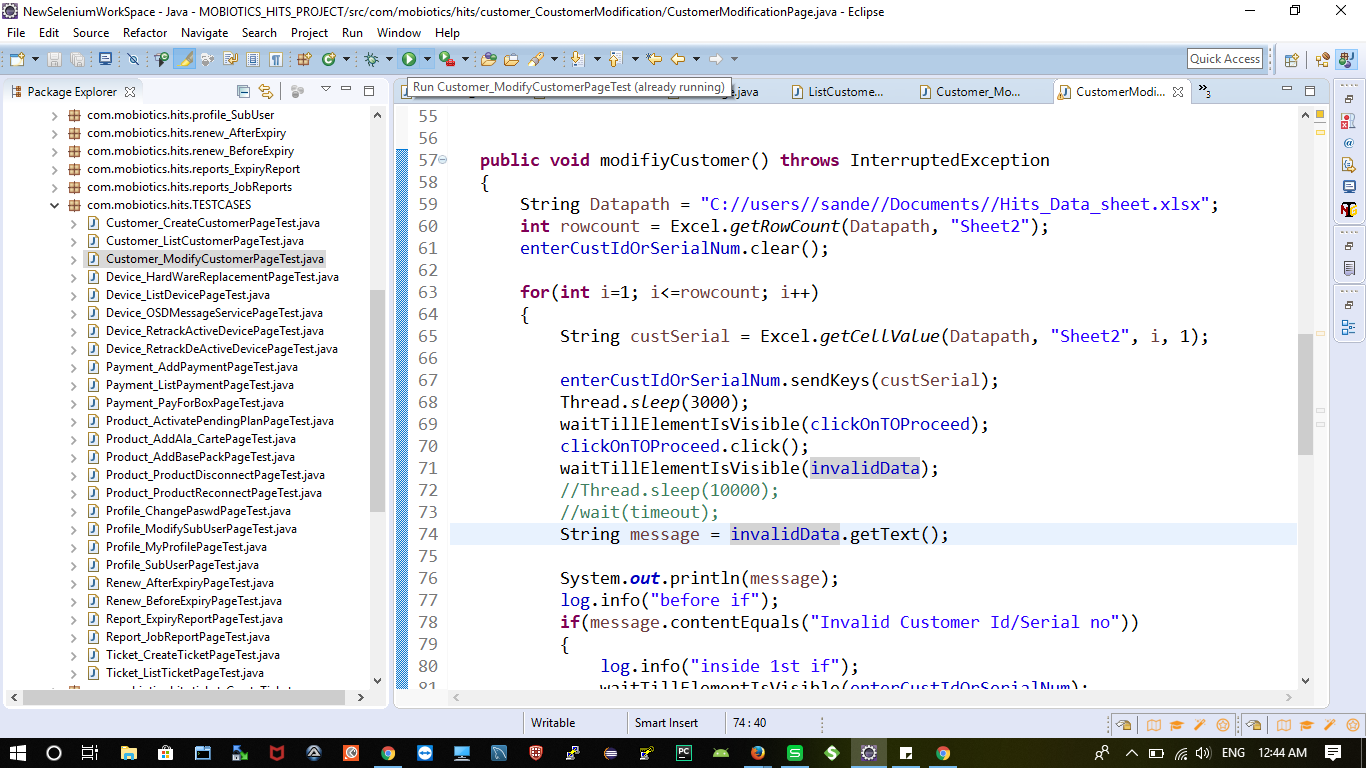 NewSeleniumWorkSpace - Java - MOBIOTICS_HITS_PROJECT/src/com/mobiotics/hits/customer_CoustomerModification/CustomerModificationPage.java - Eclipse
File Edit Source Refactor Navigate Search Project Run Window Help
Quick Access
Run Customer_ModifyCustomerPageTest (already running)
Package Explorer
.java
ListCustome...
Customer_Mo...
CustomerModi...
3
com.mobiotics.hits.profile_SubUser
com.mobiotics.hits.renew_AfterExpiry
com.mobiotics.hits.renew_BeforeExpiry
com.mobiotics.hits.reports_ExpiryReport
com.mobiotics.hits.reports_JobReports
com.mobiotics.hits.TESTCASES
Customer_CreateCustomerPageTest.java
Customer_ListCustomerPageTest.java
Customer_ModifyCustomerPageTest.java
Device_HardWareReplacementPageTest.java
Device_ListDevicePageTest.java
Device_OSDMessageServicePageTest.java
Device_RetrackActiveDevicePageTest.java
Device_RetrackDeActiveDevicePageTest.java
Payment_AddPaymentPageTest.java
Payment_ListPaymentPageTest.java
Payment_PayForBoxPageTest.java
Product_ActivatePendingPlanPageTest.java
Product_AddAla_CartePageTest.java
Product_AddBasePackPageTest.java
Product_ProductDisconnectPageTest.java
Product_ProductReconnectPageTest.java
Profile_ChangePaswdPageTest.java
Profile_ModifySubUserPageTest.java
Profile_MyProfilePageTest.java
Profile_SubUserPageTest.java
Renew_AfterExpiryPageTest.java
Renew_BeforeExpiryPageTest.java
Report_ExpiryReportPageTest.java
Report_JobReportPageTest.java
Ticket_CreateTicketPageTest.java
Ticket_ListTicketPageTest.java
55
56
57 public void modifiyCustomer() throws InterruptedException
58 {
59 String Datapath = "C://users//sande//Documents//Hits_Data_sheet.xlsx";
60 int rowcount = Excel.getRowCount(Datapath, "Sheet2");
61 enterCustIdOrSerialNum.clear();
62
63 for(int i=1; i<=rowcount; i++)
64 {
65 String custSerial = Excel.getCellValue(Datapath, "Sheet2", i, 1);
66
67 enterCustIdOrSerialNum.sendKeys(custSerial);
68 Thread.sleep(3000);
69 waitTillElementIsVisible(clickOnTOProceed);
70 clickOnTOProceed.click();
71 waitTillElementIsVisible(invalidData);
72 //Thread.sleep(10000);
73 //wait(timeout);
74 String message = invalidData.getText();
75
76 System.out.println(message);
77 log.info("before if");
78 if(message.contentEquals("Invalid Customer Id/Serial no"))
79 {
80 log.info("inside 1st if");
81 waitTillElementIsVisible(enterCustIdOrSerialNum);
Writable Smart Insert 74 : 40
ENG 12:44 AM